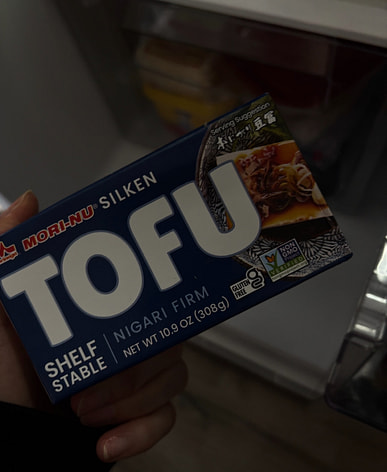 Serving Suggestion
MORI-NU® SILKEN
TOFU
SHELF
STABLE
NIGARI FIRM
NET WT 10.9 OZ (308g)
GLUTEN
FREE
NON
GMO
VERIFIED